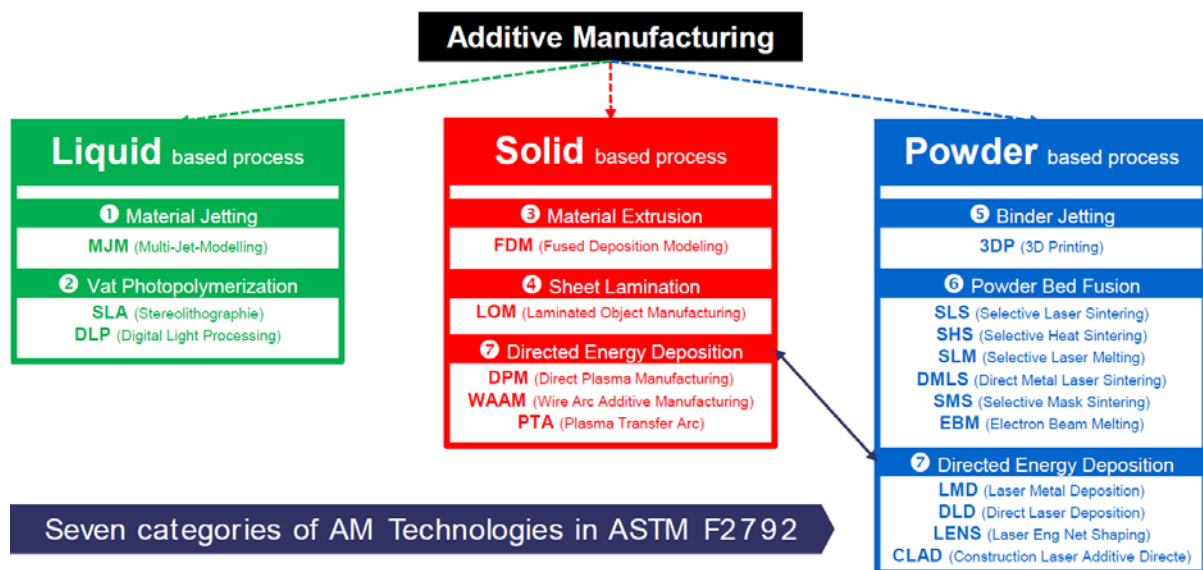 Additive Manufacturing
Liquid based process
❶ Material Jetting
MJM (Multi-Jet-Modelling)
❷ Vat Photopolymerization
SLA (Stereolithographie)
DLP (Digital Light Processing)
Solid based process
❸ Material Extrusion
FDM (Fused Deposition Modeling)
❹ Sheet Lamination
LOM (Laminated Object Manufacturing)
❼ Directed Energy Deposition
DPM (Direct Plasma Manufacturing)
WAAM (Wire Arc Additive Manufacturing)
PTA (Plasma Transfer Arc)
Powder based process
❺ Binder Jetting
3DP (3D Printing)
❻ Powder Bed Fusion
SLS (Selective Laser Sintering)
SHS (Selective Heat Sintering)
SLM (Selective Laser Melting)
DMLS (Direct Metal Laser Sintering)
SMS (Selective Mask Sintering)
EBM (Electron Beam Melting)
❼ Directed Energy Deposition
LMD (Laser Metal Deposition)
DLD (Direct Laser Deposition)
LENS (Laser Eng Net Shaping)
CLAD (Construction Laser Additive Directe)
Seven categories of AM Technologies in ASTM F2792